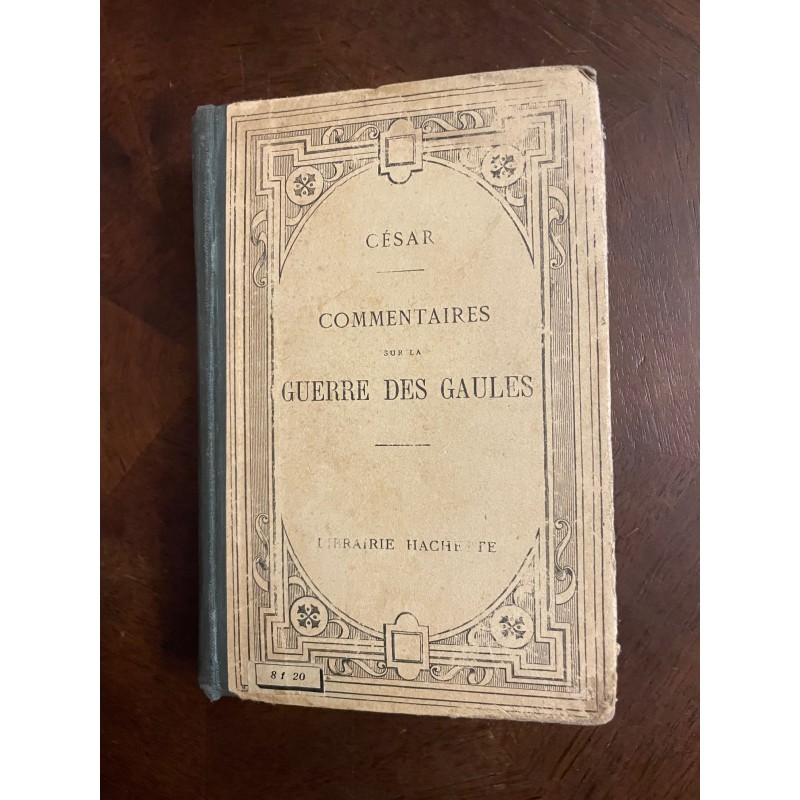 CÉSAR
COMMENTAIRES
SUR LA
GUERRE DES GAULES
LIBRAIRIE HACHETTE
8 f 20